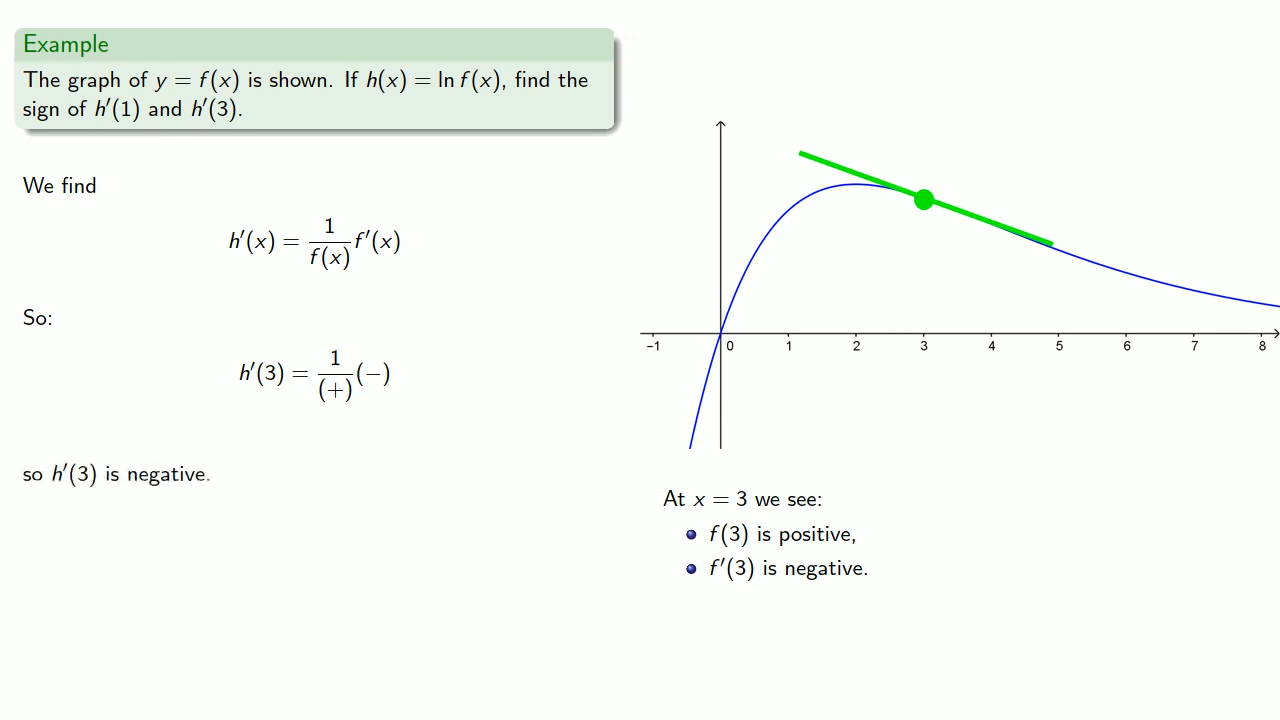 Example
The graph of y = f(x) is shown. If h(x) = ln f(x), find the
sign of h′(1) and h′(3).
We find
h′(x) = 1/f(x) f′(x)
So:
h′(3) = 1/(+) (−)
so h′(3) is negative.
−1 0 1 2 3 4 5 6 7 8
At x = 3 we see:
f(3) is positive,
f′(3) is negative.